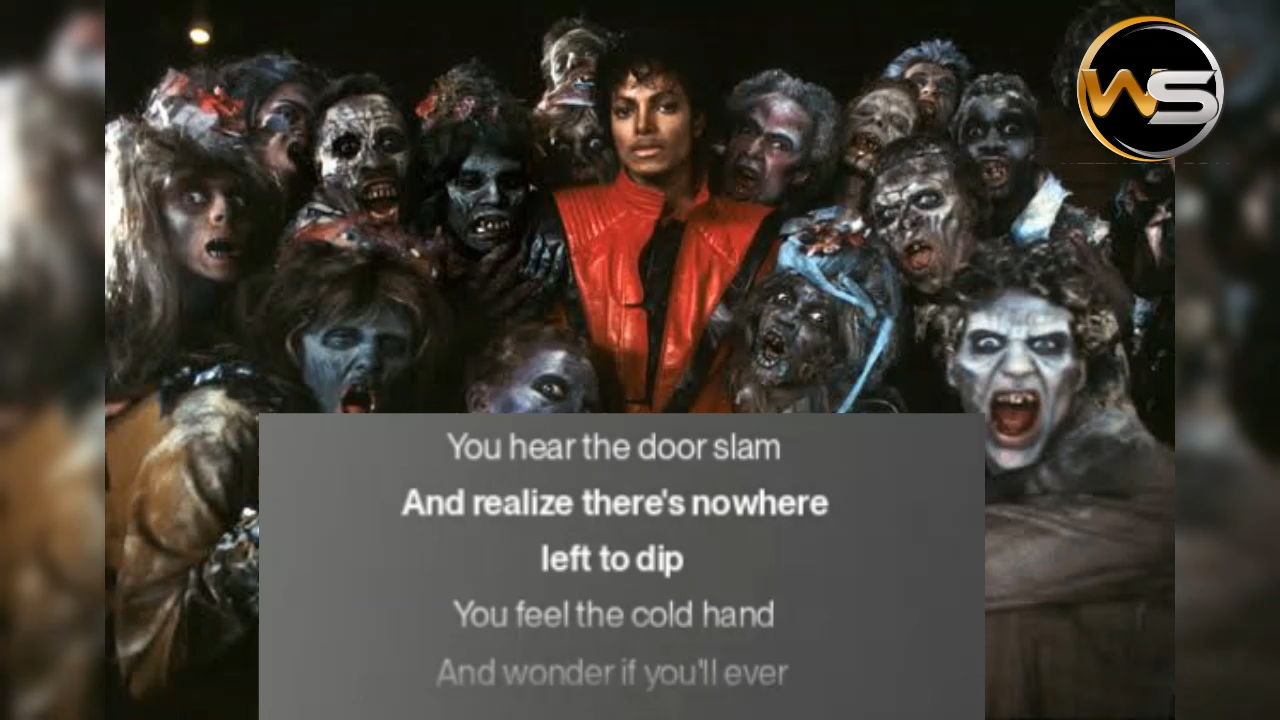 WS
You hear the door slam
And realize there's nowhere
left to dip
You feel the cold hand
And wonder if you'll ever